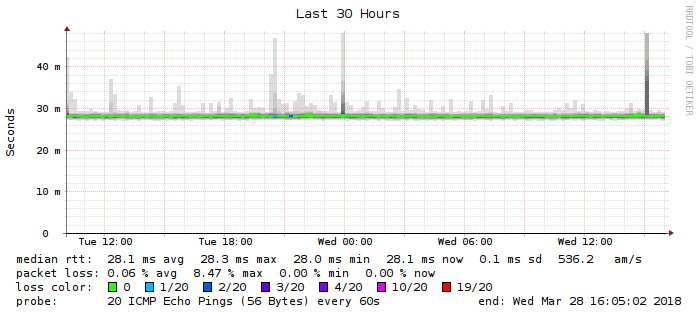 Last 30 Hours
RRDTOOL / TOBI OETIKER
Seconds
40 m
30 m
20 m
10 m
0
Tue 12:00 Tue 18:00 Wed 00:00 Wed 06:00 Wed 12:00
median rtt: 28.1 ms avg 28.3 ms max 28.0 ms min 28.1 ms now 0.1 ms sd 536.2 am/s
packet loss: 0.06 % avg 8.47 % max 0.00 % min 0.00 % now
loss color: 0 1/20 2/20 3/20 4/20 10/20 19/20
probe: 20 ICMP Echo Pings (56 Bytes) every 60s end: Wed Mar 28 16:05:02 2018